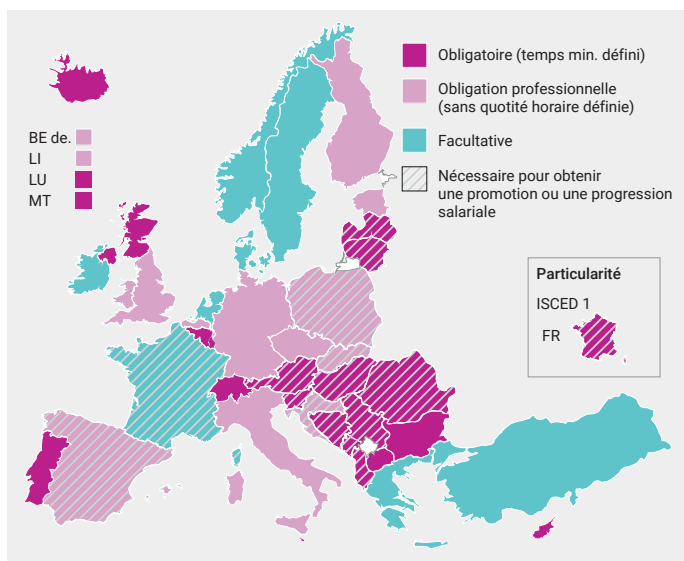 Obligatoire (temps min. défini)
Obligation professionnelle
(sans quotité horaire définie)
Facultative
Nécessaire pour obtenir
une promotion ou une progression
salariale
BE de.
LI
LU
MT
Particularité
ISCED 1
FR